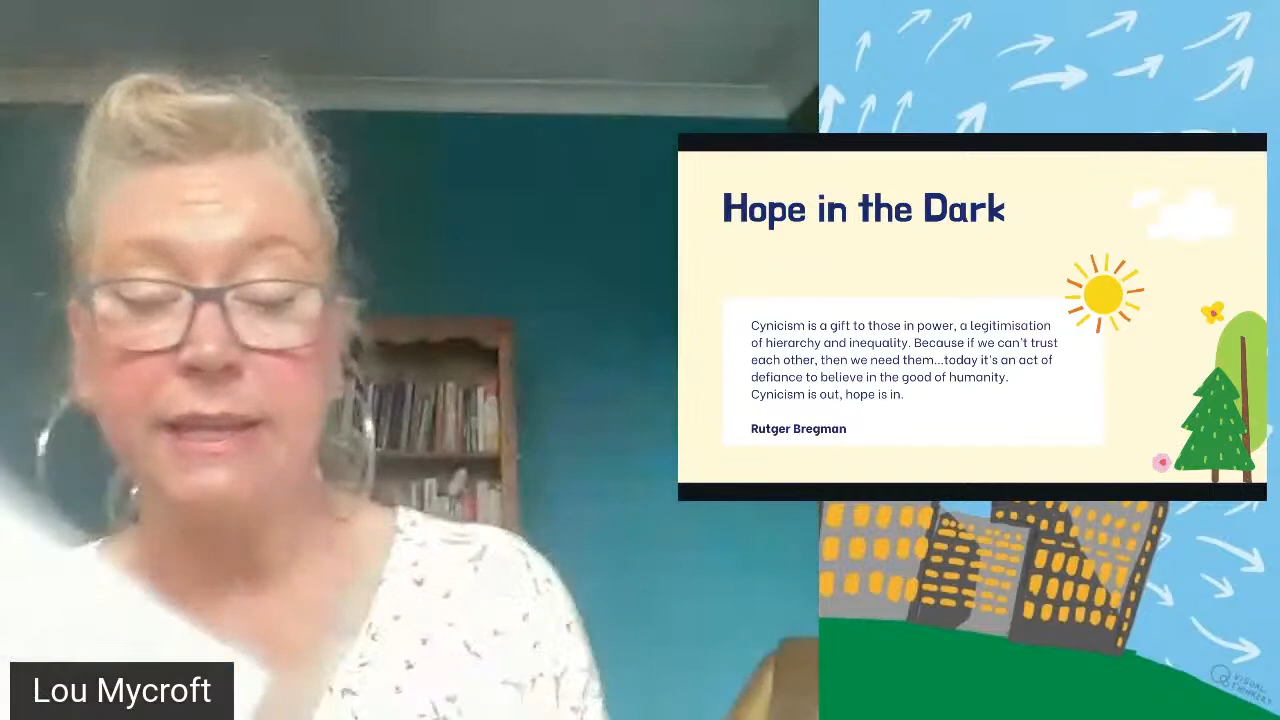 Hope in the Dark
Cynicism is a gift to those in power, a legitimisation
of hierarchy and inequality. Because if we can't trust
each other, then we need them...today it's an act of
defiance to believe in the good of humanity.
Cynicism is out, hope is in.
Rutger Bregman
Lou Mycroft
VISUAL
THINKERY